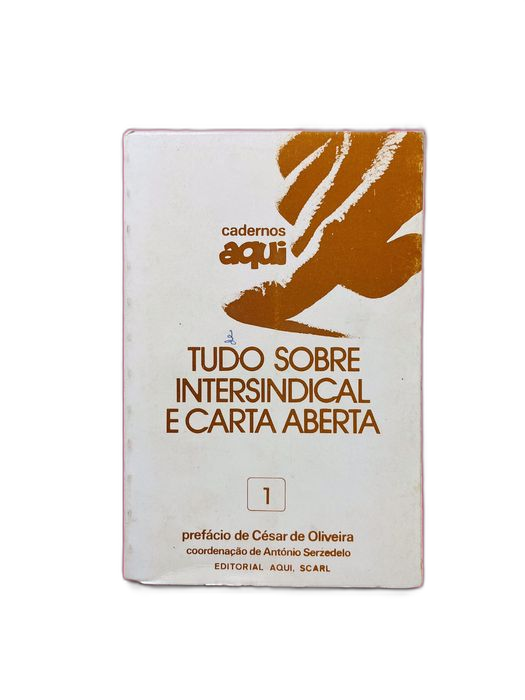 cadernos
aqui
TUDO SOBRE
INTERSINDICAL
E CARTA ABERTA
1
prefácio de César de Oliveira
coordenação de António Serzedelo
EDITORIAL AQUI, SCARL